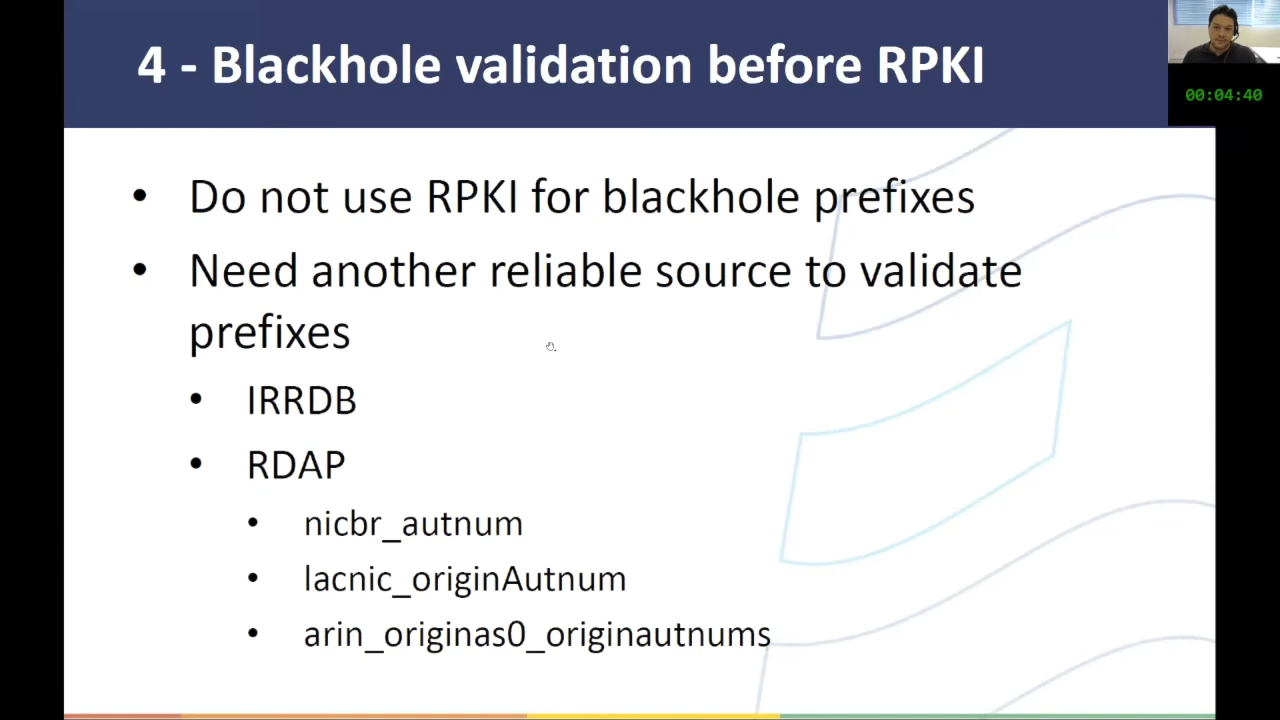 4 - Blackhole validation before RPKI
00:04:40
• Do not use RPKI for blackhole prefixes
• Need another reliable source to validate
prefixes
• IRRDB
• RDAP
• nicbr_autnum
• lacnic_originAutnum
• arin_originas0_originautnums